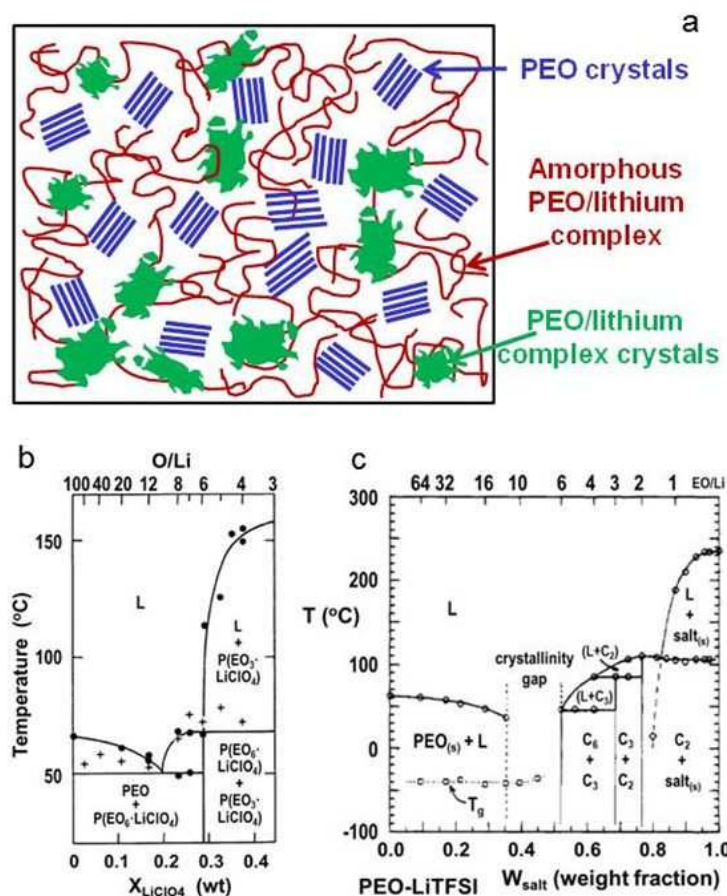 a
PEO crystals
Amorphous
PEO/lithium
complex
PEO/lithium
complex crystals
b
O/Li
100 40 20 12 8 6 4 3
Temperature (°C)
150
100
50
L
L
+
P(EO₃·
LiClO₄)
P(EO₆·
LiClO₄)
+
P(EO₃·
LiClO₄)
PEO
+
P(EO₆·LiClO₄)
0 0.1 0.2 0.3 0.4
X_LiClO4 (wt)
c
64 32 16 10 6 4 3 2 1 EO/Li
300
200
100
0
-100
T (°C)
L
L
+
salt(s)
crystallinity
gap
(L+C₂)
(L+C₃)
PEO(s) + L
C₆
+
C₃
C₃
+
C₂
C₂
+
salt(s)
Tg
0.0 0.2 0.4 0.6 0.8 1.0
PEO-LiTFSI
W_salt (weight fraction)